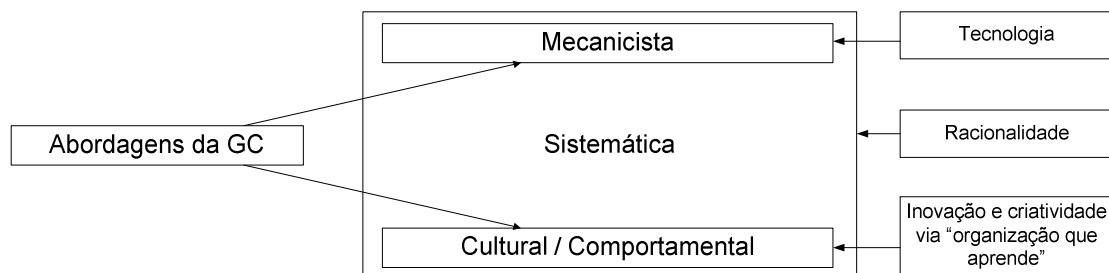 Mecanicista
Tecnologia
Abordagens da GC
Sistemática
Racionalidade
Cultural / Comportamental
Inovação e criatividade
via “organização que
aprende”